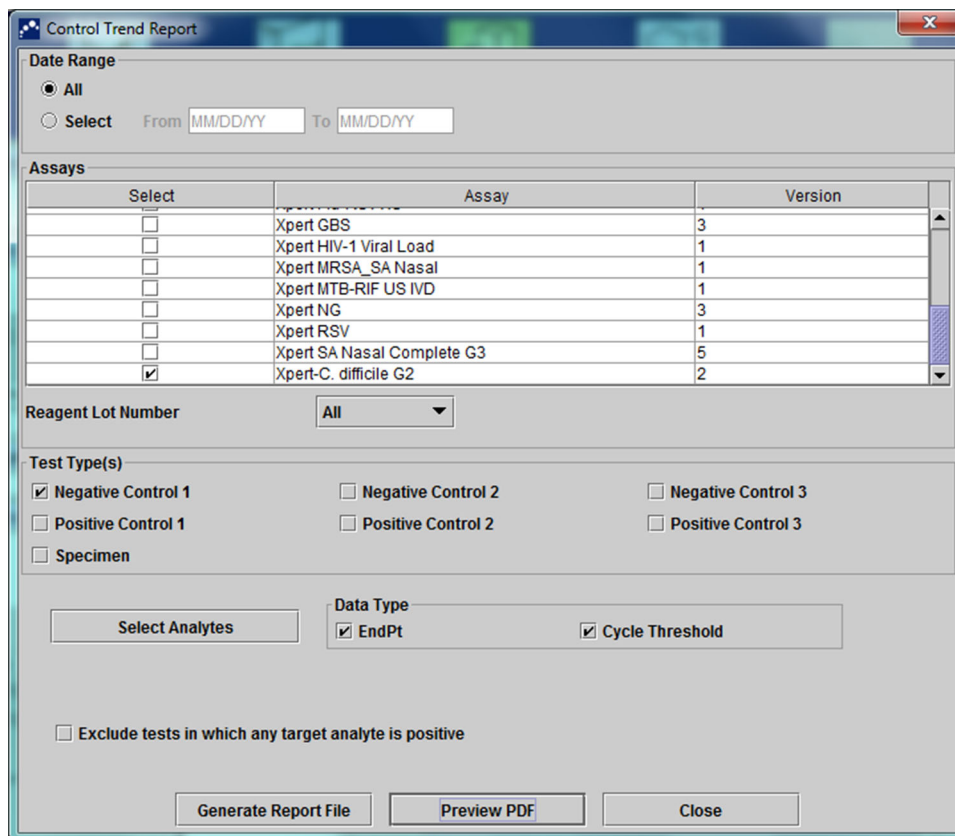 Control Trend Report
Date Range
All
Select From MM/DD/YY To MM/DD/YY
Assays
Select Assay Version
Xpert GBS 3
Xpert HIV-1 Viral Load 1
Xpert MRSA_SA Nasal 1
Xpert MTB-RIF US IVD 1
Xpert NG 3
Xpert RSV 1
Xpert SA Nasal Complete G3 5
Xpert-C. difficile G2 2
Reagent Lot Number All
Test Type(s)
Negative Control 1 Negative Control 2 Negative Control 3
Positive Control 1 Positive Control 2 Positive Control 3
Specimen
Data Type
Select Analytes EndPt Cycle Threshold
Exclude tests in which any target analyte is positive
Generate Report File Preview PDF Close